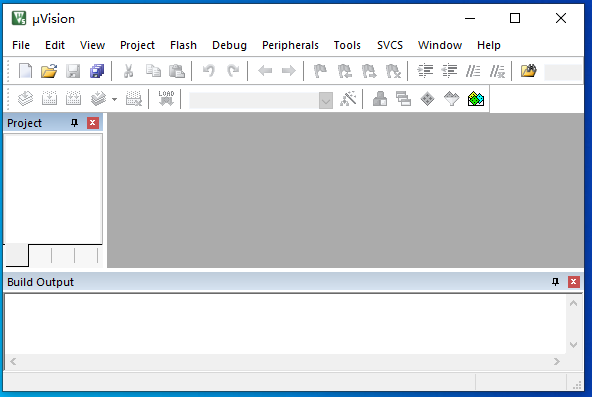 µVision
File Edit View Project Flash Debug Peripherals Tools SVCS Window Help
LOAD
Project
Build Output